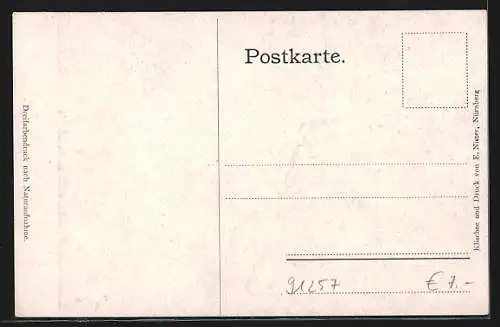 Dreifarbendruck nach Naturaufnahme.
Postkarte.
Klischee und Druck von E. Nister, Nürnberg
91257
€ 7.-